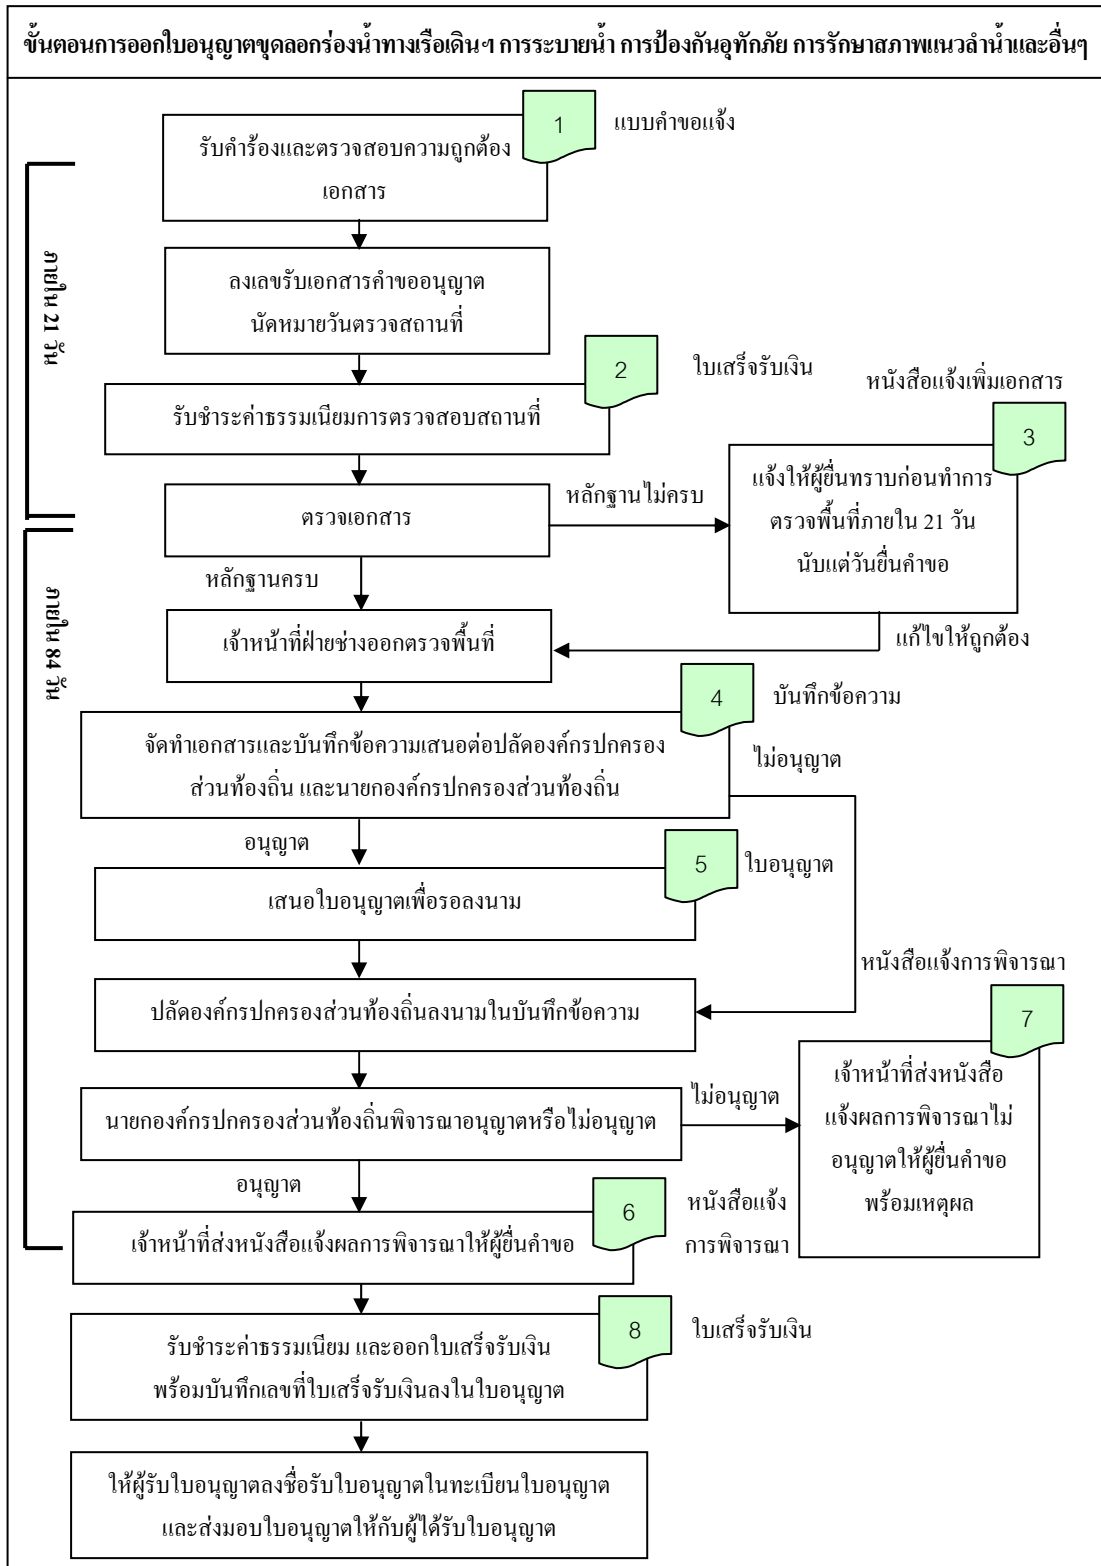 ขั้นตอนการออกใบอนุญาตขุดลอกร่องน้ำทางเรือเดินฯ การระบายน้ำ การป้องกันอุทักภัย การรักษาสภาพแนวลำน้ำและอื่นๆ
1
แบบคำขอแจ้ง
รับคำร้องและตรวจสอบความถูกต้อง
เอกสาร
ภายใน 21 วัน
ลงเลขรับเอกสารคำขออนุญาต
นัดหมายวันตรวจสถานที่
2
ใบเสร็จรับเงิน
รับชำระค่าธรรมเนียมการตรวจสอบสถานที่
หนังสือแจ้งเพิ่มเอกสาร
3
ตรวจเอกสาร
หลักฐานไม่ครบ
แจ้งให้ผู้ยื่นทราบก่อนทำการ
ตรวจพื้นที่ภายใน 21 วัน
นับแต่วันยื่นคำขอ
หลักฐานครบ
ภายใน 84 วัน
เจ้าหน้าที่ฝ่ายช่างออกตรวจพื้นที่
แก้ไขให้ถูกต้อง
4
บันทึกข้อความ
จัดทำเอกสารและบันทึกข้อความเสนอต่อปลัดองค์กรปกครอง
ส่วนท้องถิ่น และนายกองค์กรปกครองส่วนท้องถิ่น
ไม่อนุญาต
อนุญาต
5
ใบอนุญาต
เสนอใบอนุญาตเพื่อรอลงนาม
ปลัดองค์กรปกครองส่วนท้องถิ่นลงนามในบันทึกข้อความ
หนังสือแจ้งการพิจารณา
7
นายกองค์กรปกครองส่วนท้องถิ่นพิจารณาอนุญาตหรือไม่อนุญาต
ไม่อนุญาต
เจ้าหน้าที่ส่งหนังสือ
แจ้งผลการพิจารณาไม่
อนุญาตให้ผู้ยื่นคำขอ
พร้อมเหตุผล
อนุญาต
6
หนังสือแจ้ง
การพิจารณา
เจ้าหน้าที่ส่งหนังสือแจ้งผลการพิจารณาให้ผู้ยื่นคำขอ
8
ใบเสร็จรับเงิน
รับชำระค่าธรรมเนียม และออกใบเสร็จรับเงิน
พร้อมบันทึกเลขที่ใบเสร็จรับเงินลงในใบอนุญาต
ให้ผู้รับใบอนุญาตลงชื่อรับใบอนุญาตในทะเบียนใบอนุญาต
และส่งมอบใบอนุญาตให้กับผู้ได้รับใบอนุญาต